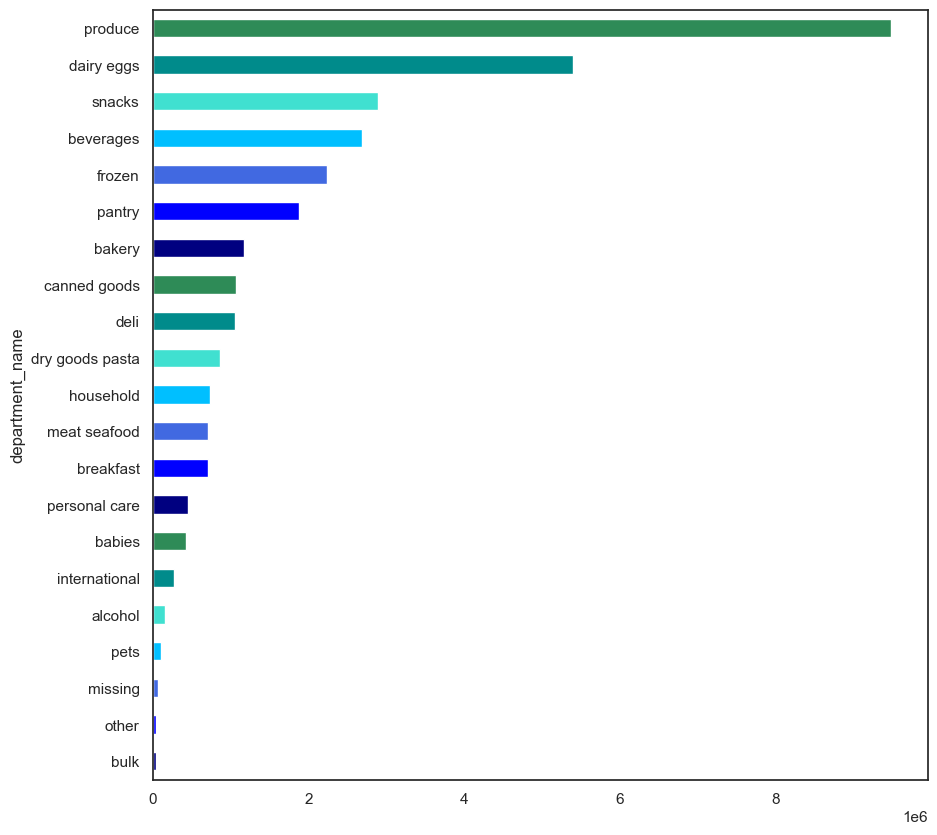 department_name
produce
dairy eggs
snacks
beverages
frozen
pantry
bakery
canned goods
deli
dry goods pasta
household
meat seafood
breakfast
personal care
babies
international
alcohol
pets
missing
other
bulk
0 2 4 6 8
1e6